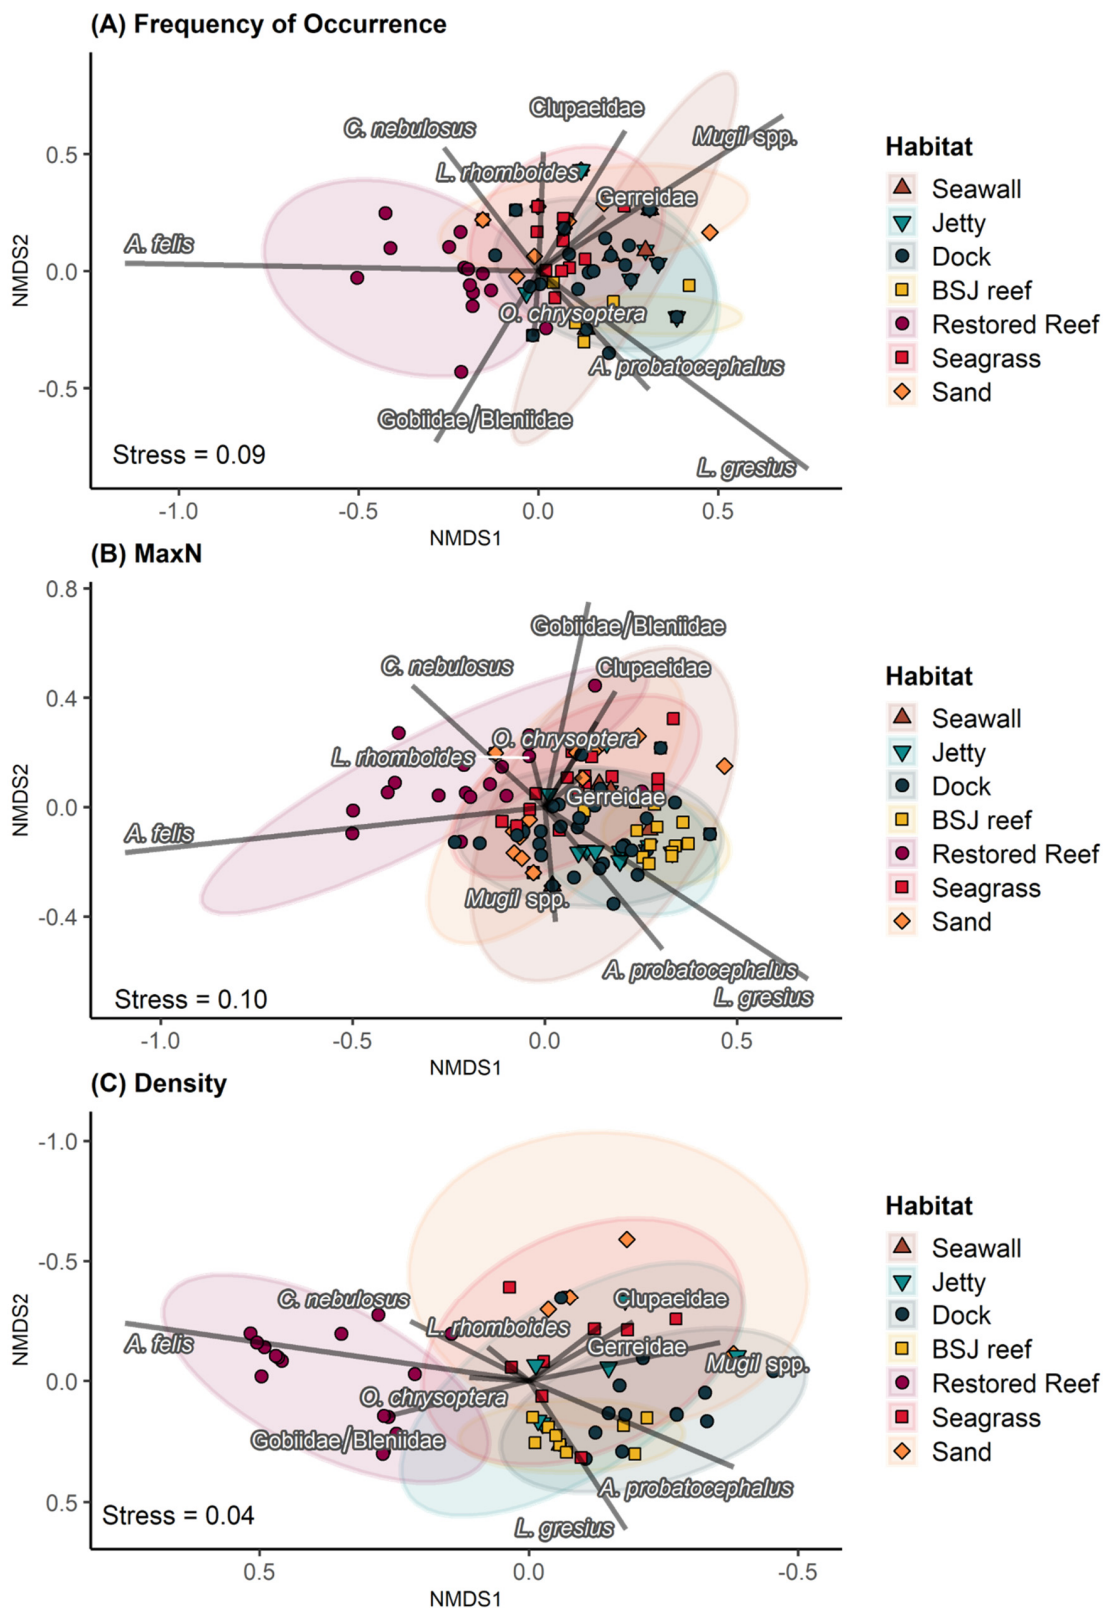 (A) Frequency of Occurrence
NMDS2
0.5
0.0
-0.5
C. nebulosus
Clupaeidae
Mugil spp.
L. rhomboides
Gerreidae
A. felis
O. chrysoptera
A. probatocephalus
Gobiidae/Bleniidae
L. gresius
Stress = 0.09
-1.0
-0.5
0.0
0.5
NMDS1
Habitat
Seawall
Jetty
Dock
BSJ reef
Restored Reef
Seagrass
Sand
(B) MaxN
NMDS2
0.8
0.4
0.0
-0.4
Gobiidae/Bleniidae
C. nebulosus
Clupaeidae
O. chrysoptera
L. rhomboides
Gerreidae
A. felis
Mugil spp.
A. probatocephalus
L. gresius
Stress = 0.10
-1.0
-0.5
0.0
0.5
NMDS1
Habitat
Seawall
Jetty
Dock
BSJ reef
Restored Reef
Seagrass
Sand
(C) Density
NMDS2
-1.0
-0.5
0.0
0.5
C. nebulosus
Clupaeidae
L. rhomboides
A. felis
Gerreidae
Mugil spp.
O. chrysoptera
Gobiidae/Bleniidae
A. probatocephalus
L. gresius
Stress = 0.04
0.5
0.0
-0.5
NMDS1
Habitat
Seawall
Jetty
Dock
BSJ reef
Restored Reef
Seagrass
Sand